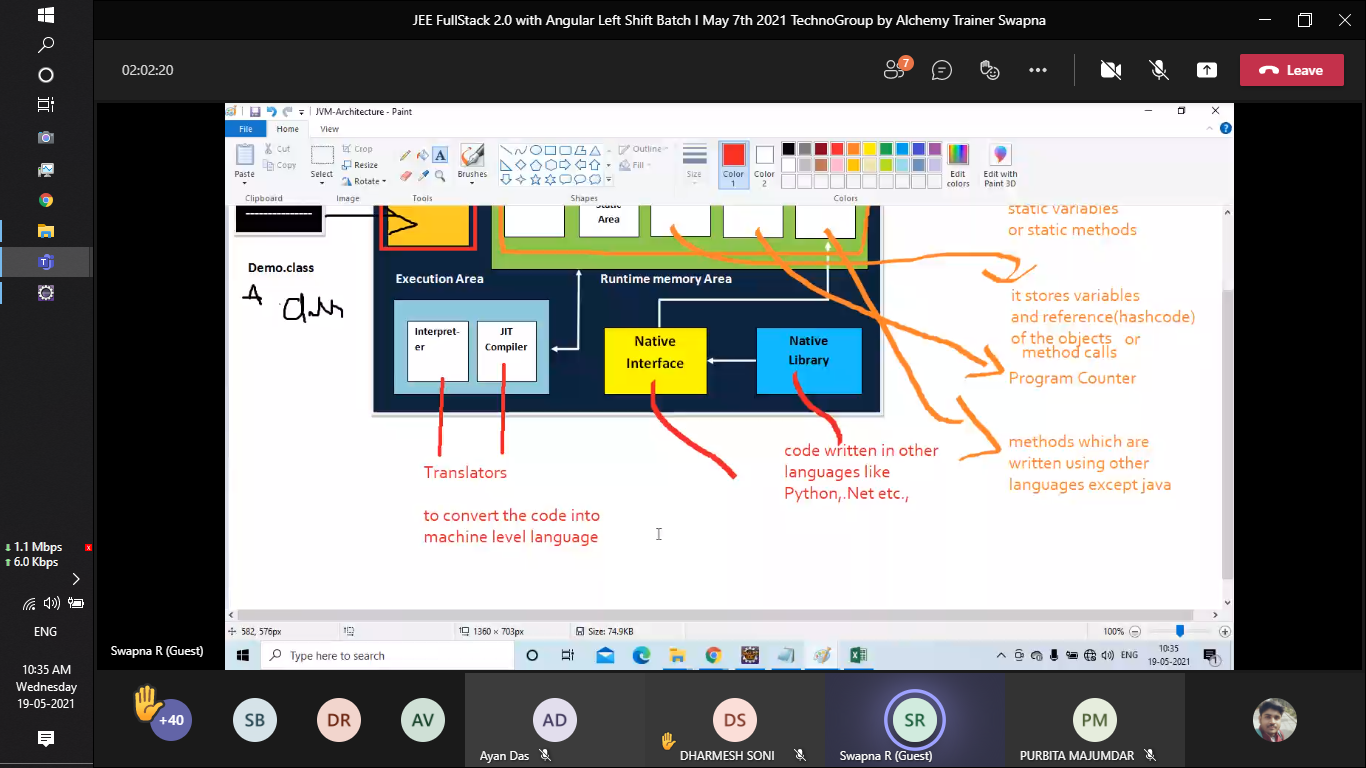 JEE FullStack 2.0 with Angular Left Shift Batch I May 7th 2021 TechnoGroup by Alchemy Trainer Swapna
02:02:20
7
Leave
JVM-Architecture - Paint
File
Home
View
Paste
Cut
Copy
Select
Crop
Resize
Rotate
A
Brushes
Outline
Fill
Size
Color
1
Color
2
Edit
colors
Edit with
Paint 3D
Clipboard
Image
Tools
Shapes
Colors
Static
Area
static variables
or static methods
Demo.class
A
Execution Area
Runtime memory Area
it stores variables
and reference(hashcode)
of the objects or
method calls
Program Counter
Interpret-
er
JIT
Compiler
Native
Interface
Native
Library
methods which are
written using other
languages except java
code written in other
languages like
Python,.Net etc.,
Translators
to convert the code into
machine level language
582, 576px
1360 × 703px
Size: 74.9KB
100%
Type here to search
ENG
10:35
19-05-2021
1
Swapna R (Guest)
1.1 Mbps
6.0 Kbps
x
ENG
10:35 AM
Wednesday
19-05-2021
+40
SB
DR
AV
AD
Ayan Das
DS
DHARMESH SONI
SR
Swapna R (Guest)
PM
PURBITA MAJUMDAR